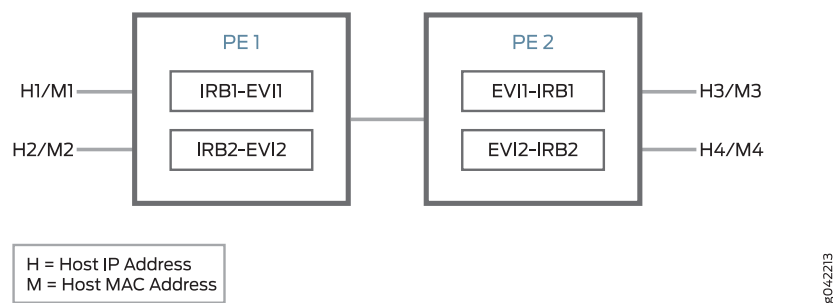 PE 1
PE 2
H1/M1
IRB1-EVI1
EVI1-IRB1
H3/M3
H2/M2
IRB2-EVI2
EVI2-IRB2
H4/M4
H = Host IP Address
M = Host MAC Address
g042213